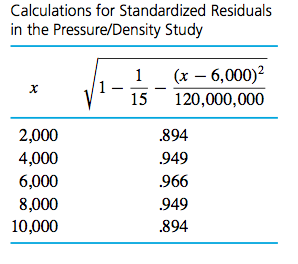 Calculations for Standardized Residuals
in the Pressure/Density Study
x √(1 − 1/15 − (x − 6,000)²/120,000,000)
2,000 .894
4,000 .949
6,000 .966
8,000 .949
10,000 .894